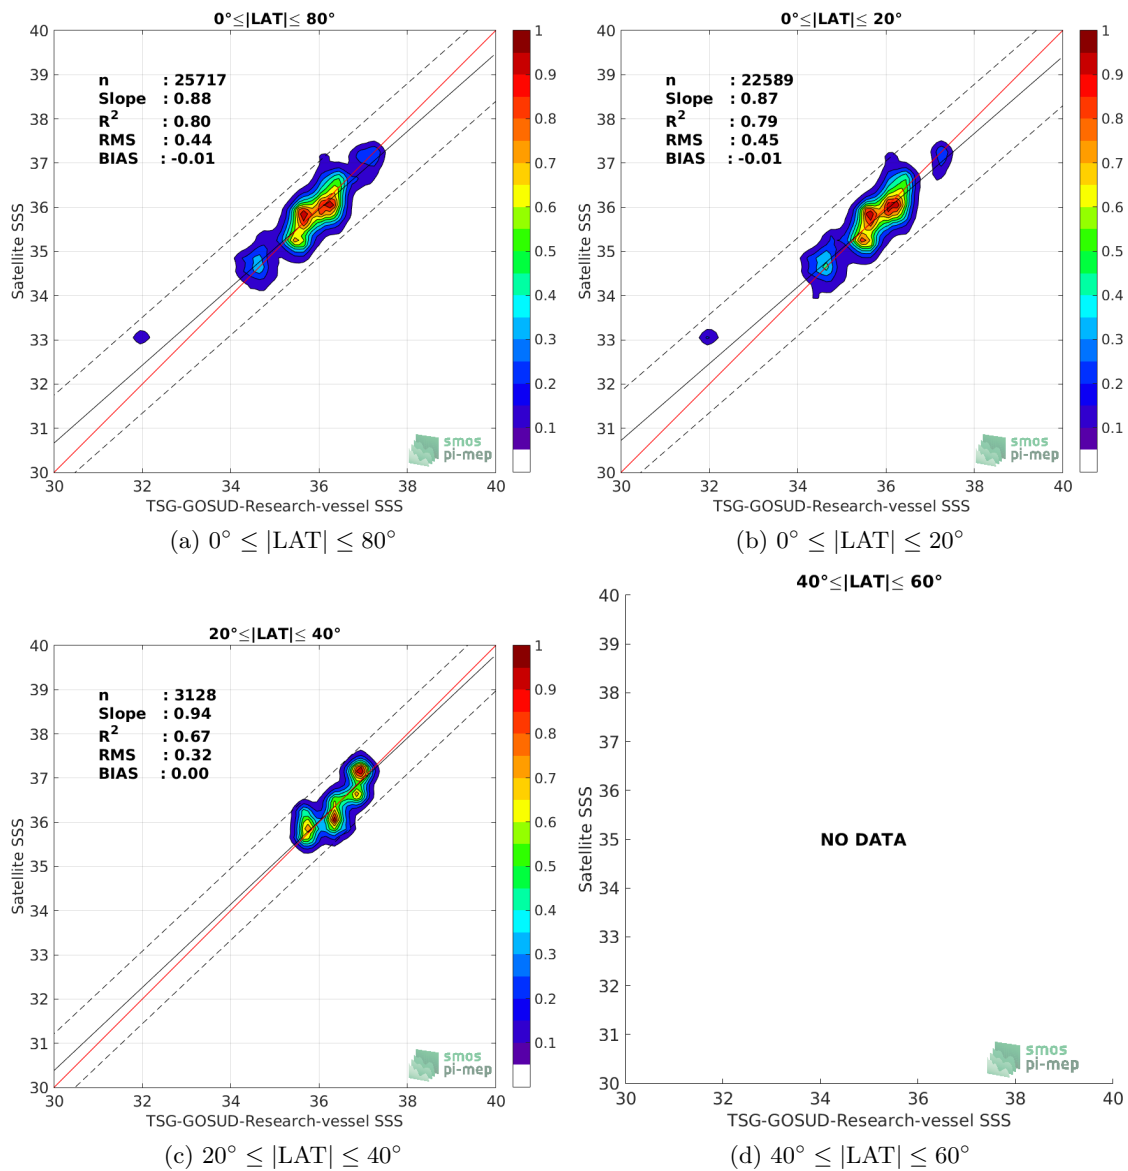 0°≤|LAT|≤ 80°
40
39
38
37
36
35
34
33
32
31
30
Satellite SSS
n : 25717
Slope : 0.88
R2 : 0.80
RMS : 0.44
BIAS : -0.01
smos
pi-mep
30 32 34 36 38 40
TSG-GOSUD-Research-vessel SSS
1
0.9
0.8
0.7
0.6
0.5
0.4
0.3
0.2
0.1
(a) 0° ≤ |LAT| ≤ 80°
0°≤|LAT|≤ 20°
40
39
38
37
36
35
34
33
32
31
30
Satellite SSS
n : 22589
Slope : 0.87
R2 : 0.79
RMS : 0.45
BIAS : -0.01
smos
pi-mep
30 32 34 36 38 40
TSG-GOSUD-Research-vessel SSS
1
0.9
0.8
0.7
0.6
0.5
0.4
0.3
0.2
0.1
(b) 0° ≤ |LAT| ≤ 20°
20°≤|LAT|≤ 40°
40
39
38
37
36
35
34
33
32
31
30
Satellite SSS
n : 3128
Slope : 0.94
R2 : 0.67
RMS : 0.32
BIAS : 0.00
smos
pi-mep
30 32 34 36 38 40
TSG-GOSUD-Research-vessel SSS
1
0.9
0.8
0.7
0.6
0.5
0.4
0.3
0.2
0.1
(c) 20° ≤ |LAT| ≤ 40°
40°≤|LAT|≤ 60°
40
39
38
37
36
35
34
33
32
31
30
Satellite SSS
NO DATA
smos
pi-mep
30 32 34 36 38 40
TSG-GOSUD-Research-vessel SSS
(d) 40° ≤ |LAT| ≤ 60°